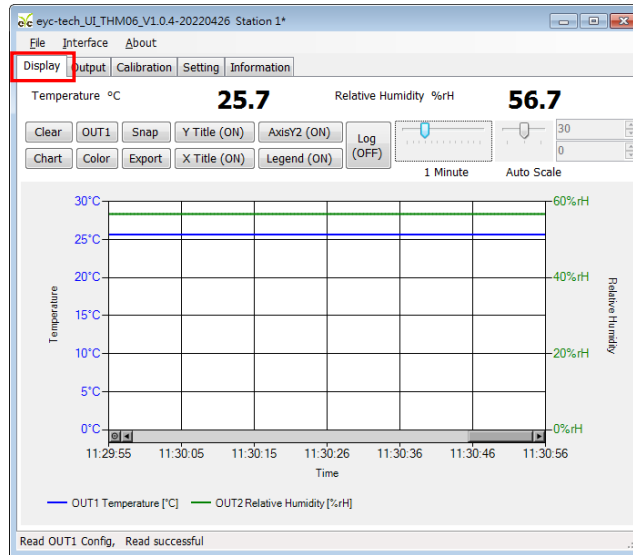 eyc eyc-tech_UI_THM06_V1.0.4-20220426 Station 1*
File Interface About
Display Output Calibration Setting Information
Temperature °C 25.7 Relative Humidity %rH 56.7
Clear OUT1 Snap Y Title (ON) AxisY2 (ON) Log (OFF) 30
Chart Color Export X Title (ON) Legend (ON) 0
1 Minute Auto Scale
30°C 60%rH
25°C
20°C 40%rH
15°C
10°C 20%rH
5°C
0°C 0%rH
Temperature
Relative Humidity
11:29:55 11:30:05 11:30:15 11:30:26 11:30:36 11:30:46 11:30:56
Time
OUT1 Temperature [°C] OUT2 Relative Humidity [%rH]
Read OUT1 Config, Read successful